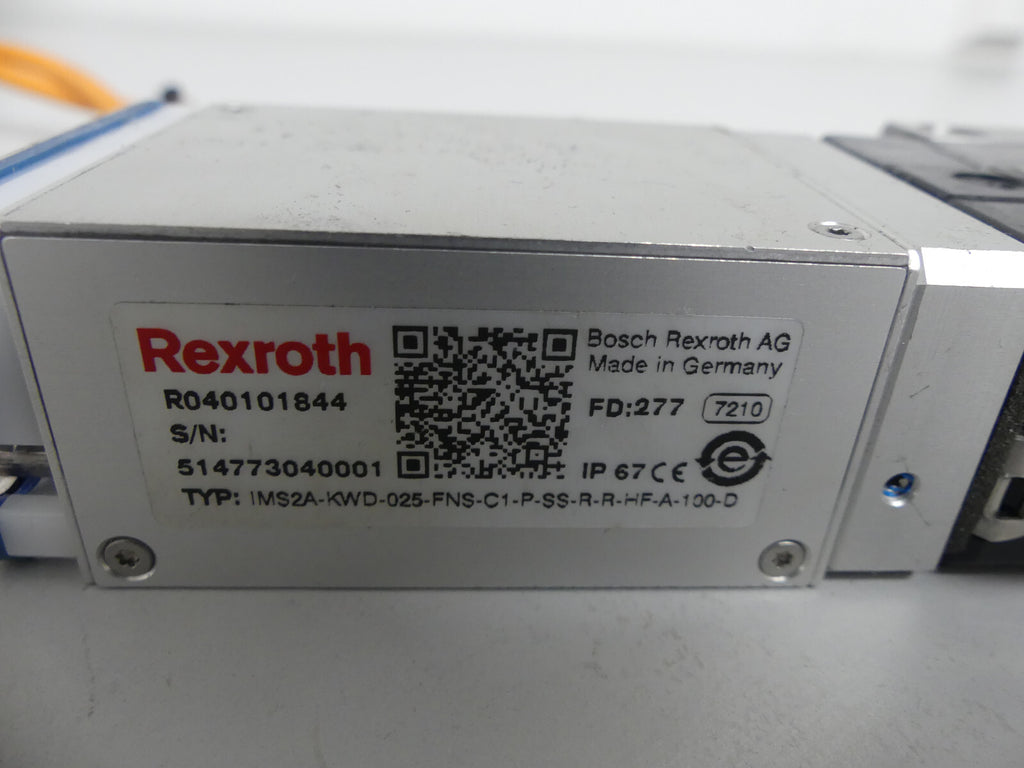 Rexroth
R040101844
S/N:
514773040001
TYP: IMS2A-KWD-025-FNS-C1-P-SS-R-R-HF-A-100-D
Bosch Rexroth AG
Made in Germany
FD:277 7210
IP 67 CE e